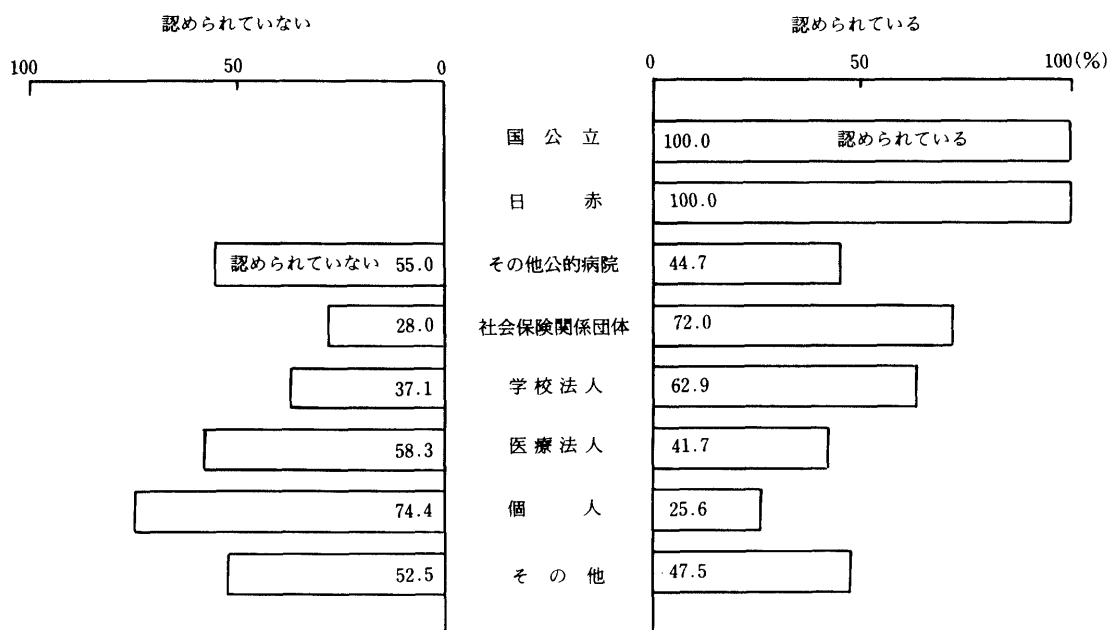 認められていない 認められている
100 50 0 0 50 100(%)
国公立 100.0 認められている
日赤 100.0
認められていない 55.0 その他公的病院 44.7
28.0 社会保険関係団体 72.0
37.1 学校法人 62.9
58.3 医療法人 41.7
74.4 個人 25.6
52.5 その他 47.5